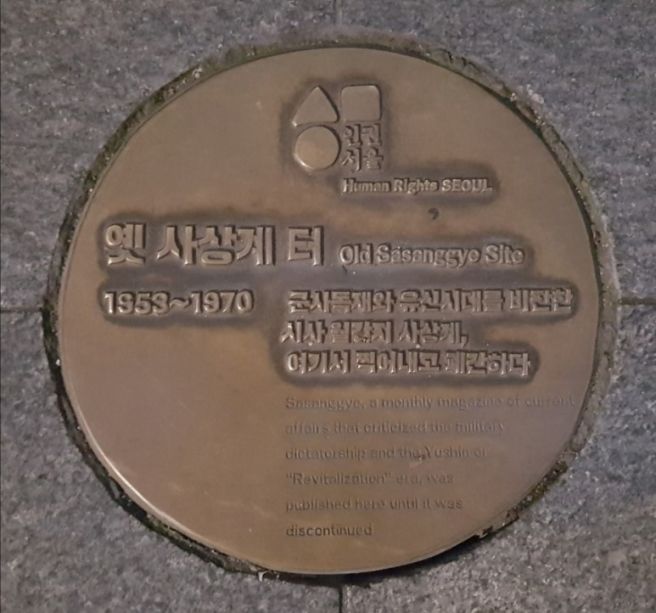 인권
서울
Human Rights SEOUL
옛 사상계 터 Old Sasanggye Site
1953~1970
군사독재와 유신시대를 비판한
시사 월간지 사상계,
여기서 펴어내고 폐간하다
Sasanggye, a monthly magazine of current
affairs that criticized the military
dictatorship and the Yushin or
"Revitalization" era, was
published here until it was
discontinued